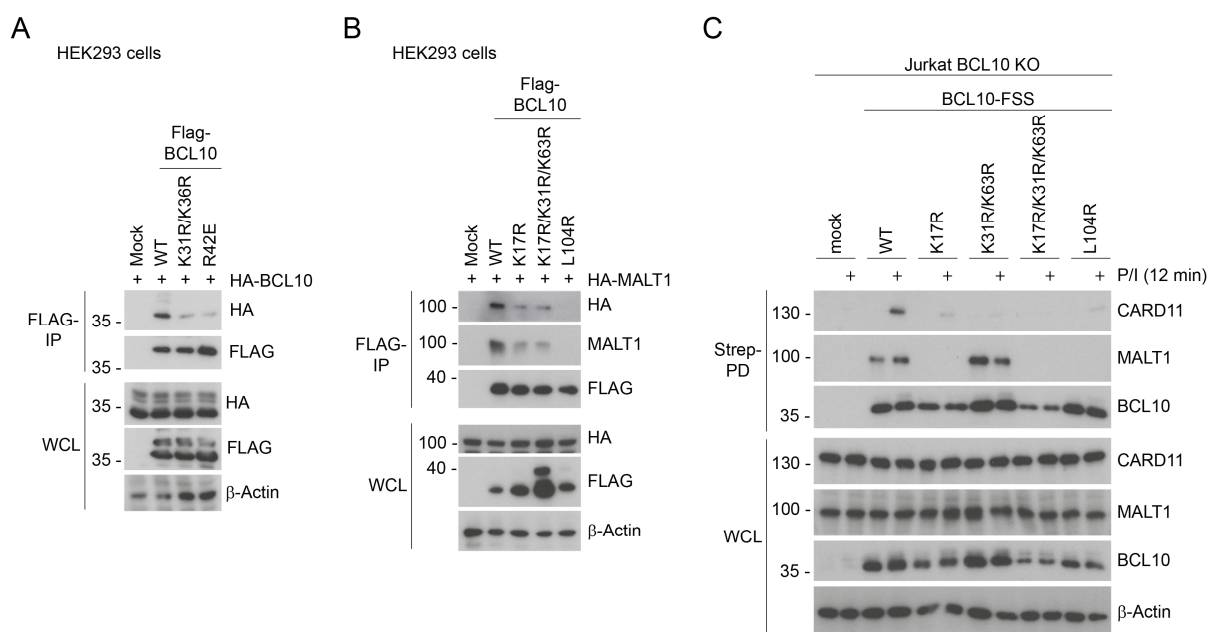 A
HEK293 cells
Flag-
BCL10
Mock
WT
K31R/K36R
R42E
+ + + + HA-BCL10
FLAG-
IP
35 - HA
35 - FLAG
WCL
35 - HA
35 - FLAG
β-Actin
B
HEK293 cells
Flag-
BCL10
Mock
WT
K17R
K17R/K31R/K63R
L104R
+ + + + + HA-MALT1
FLAG-
IP
100 - HA
100 - MALT1
40 - FLAG
WCL
100 - HA
40 - FLAG
β-Actin
C
Jurkat BCL10 KO
BCL10-FSS
mock
WT
K17R
K31R/K63R
K17R/K31R/K63R
L104R
+ + + + + + P/I (12 min)
Strep-
PD
130 - CARD11
100 - MALT1
35 - BCL10
WCL
130 - CARD11
100 - MALT1
35 - BCL10
β-Actin